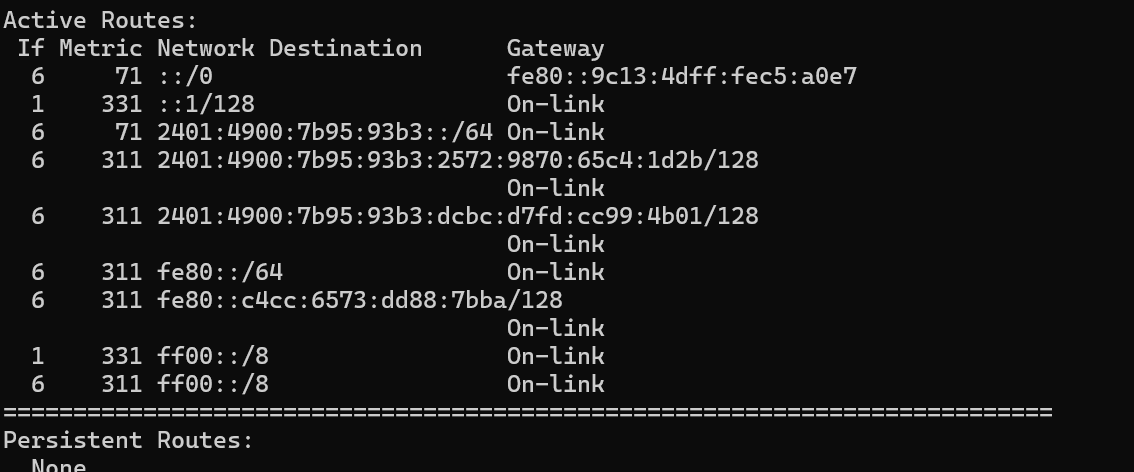 Active Routes:
 If Metric Network Destination      Gateway
  6     71 ::/0                     fe80::9c13:4dff:fec5:a0e7
  1    331 ::1/128                  On-link
  6     71 2401:4900:7b95:93b3::/64 On-link
  6    311 2401:4900:7b95:93b3:2572:9870:65c4:1d2b/128
                                    On-link
  6    311 2401:4900:7b95:93b3:dcbc:d7fd:cc99:4b01/128
                                    On-link
  6    311 fe80::/64                On-link
  6    311 fe80::c4cc:6573:dd88:7bba/128
                                    On-link
  1    331 ff00::/8                 On-link
  6    311 ff00::/8                 On-link
===========================================================================
Persistent Routes:
  None